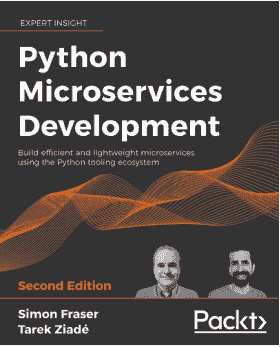 EXPERT INSIGHT
Python
Microservices
Development
Build efficient and lightweight microservices
using the Python tooling ecosystem
Second Edition
Simon Fraser
Tarek Ziadé
Packt>